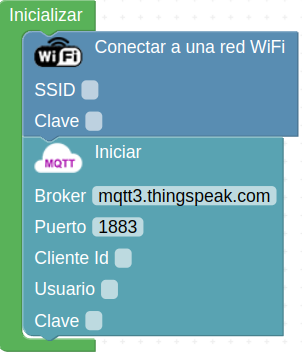 Inicializar
WiFi Conectar a una red WiFi
SSID
Clave
MQTT Iniciar
Broker mqtt3.thingspeak.com
Puerto 1883
Cliente Id
Usuario
Clave